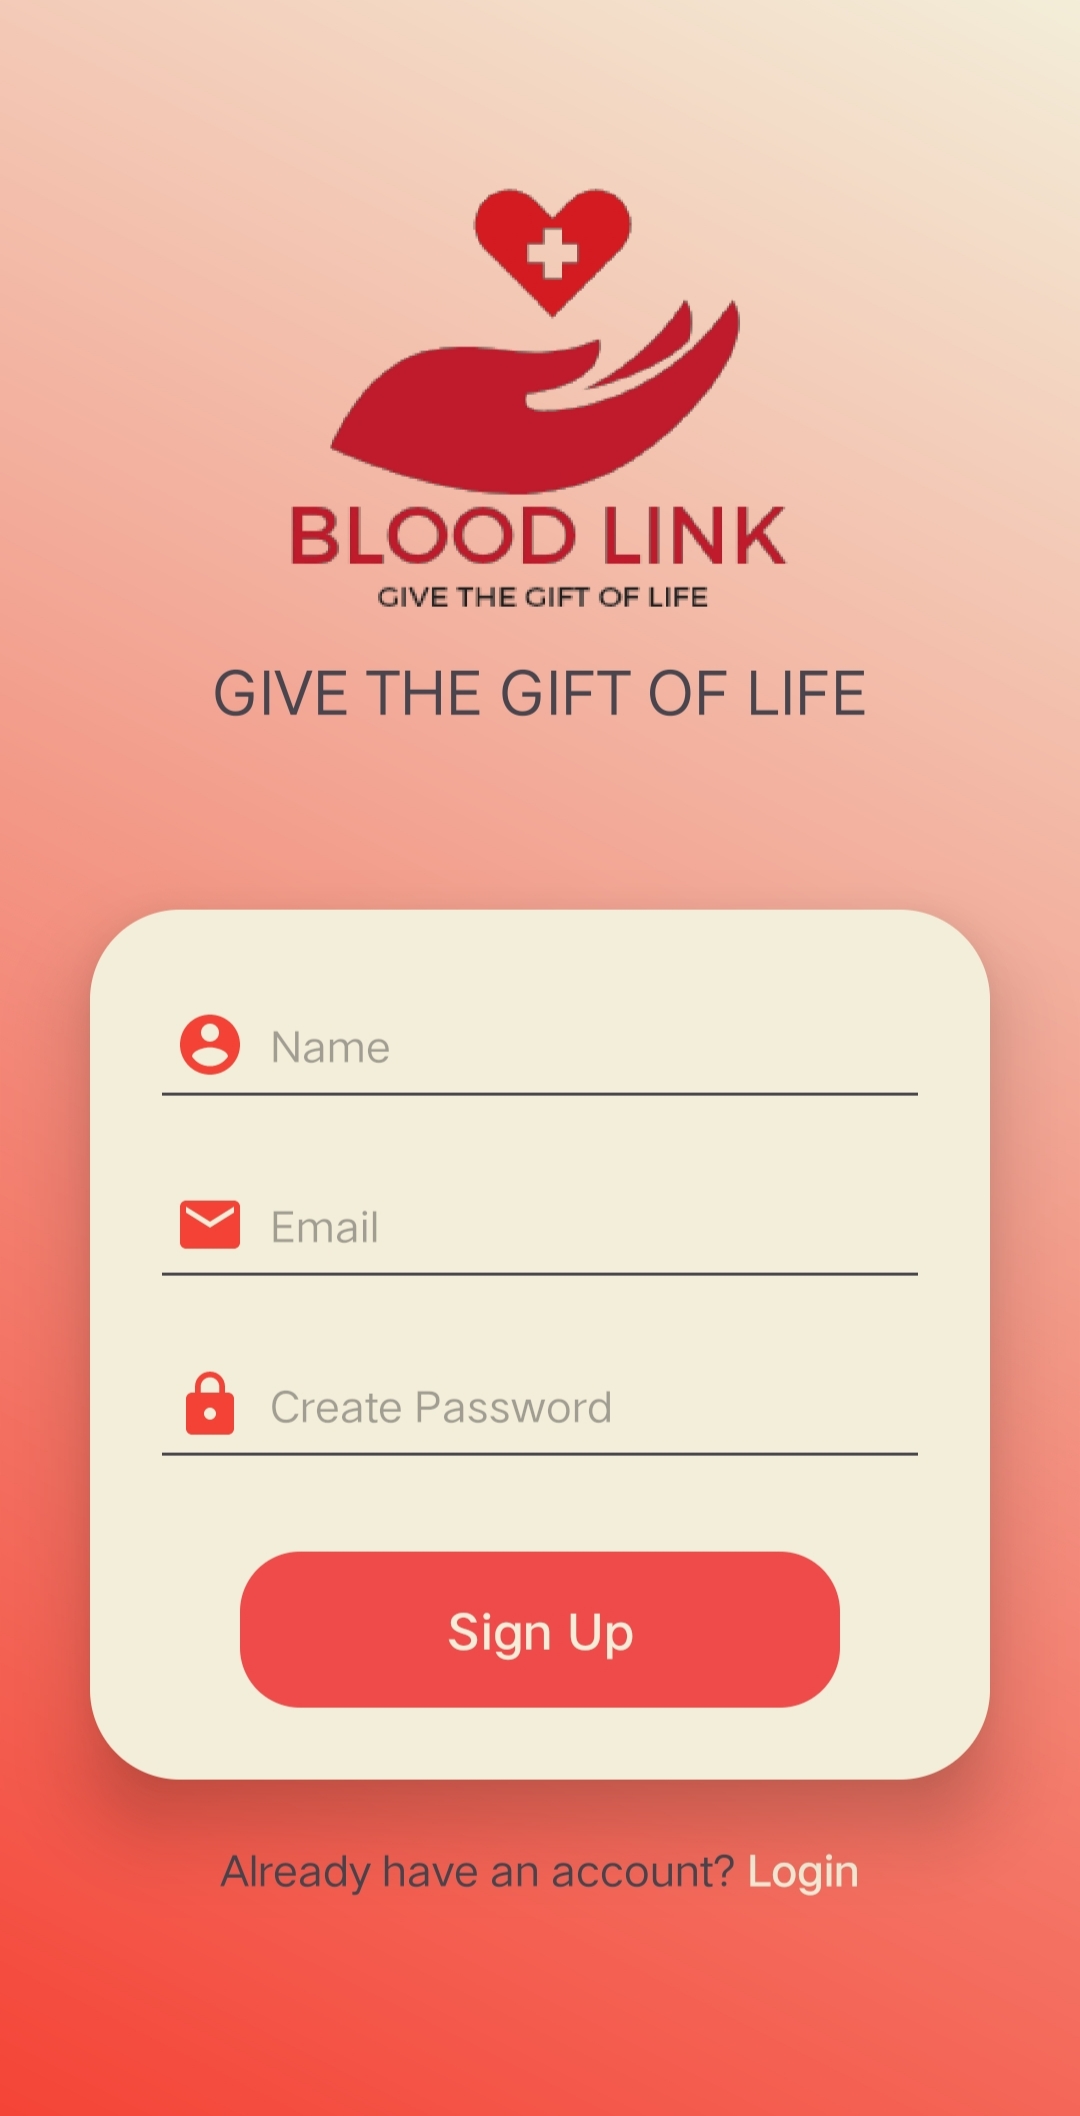 BLOOD LINK
GIVE THE GIFT OF LIFE
GIVE THE GIFT OF LIFE
Name
Email
Create Password
Sign Up
Already have an account? Login